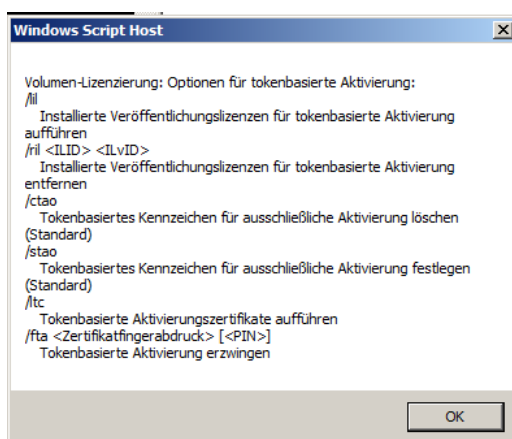 Windows Script Host
Volumen-Lizenzierung: Optionen für tokenbasierte Aktivierung:
/lil
Installierte Veröffentlichungslizenzen für tokenbasierte Aktivierung
aufführen
/ril <ILID> <ILvID>
Installierte Veröffentlichungslizenzen für tokenbasierte Aktivierung
entfernen
/ctao
Tokenbasiertes Kennzeichen für ausschließliche Aktivierung löschen
(Standard)
/stao
Tokenbasiertes Kennzeichen für ausschließliche Aktivierung festlegen
(Standard)
/ltc
Tokenbasierte Aktivierungszertifikate aufführen
/fta <Zertifikatfingerabdruck> [<PIN>]
Tokenbasierte Aktivierung erzwingen
OK